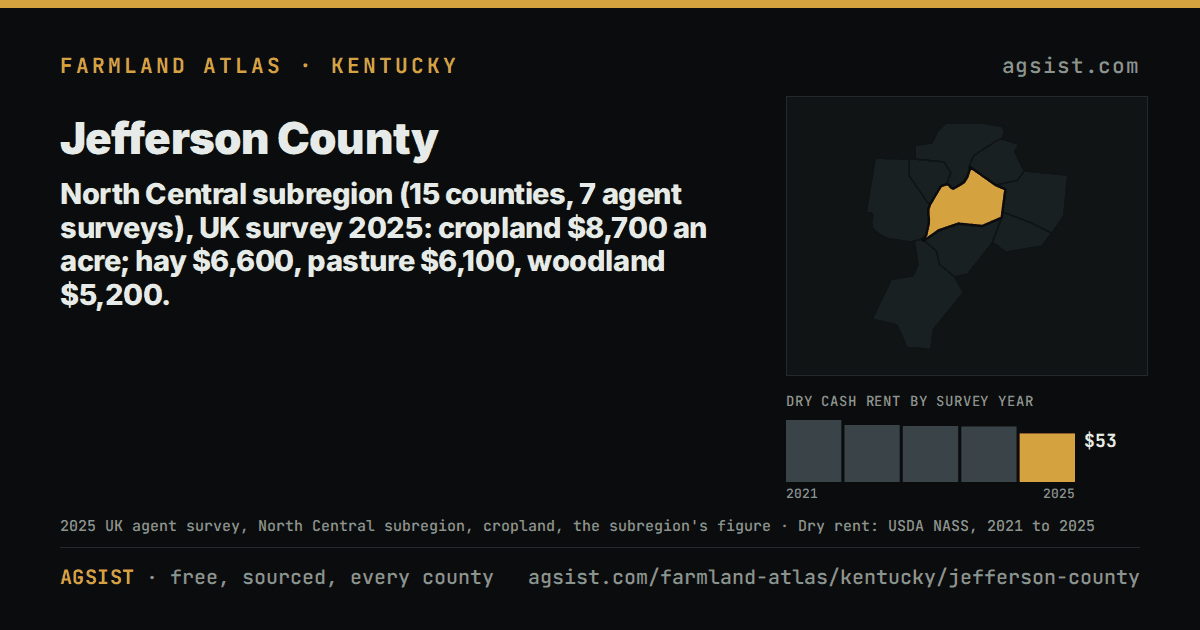 FARMLAND ATLAS · KENTUCKY
agsist.com
Jefferson County
North Central subregion (15 counties, 7 agent
surveys), UK survey 2025: cropland $8,700 an
acre; hay $6,600, pasture $6,100, woodland
$5,200.
DRY CASH RENT BY SURVEY YEAR
$53
2021 2025
2025 UK agent survey, North Central subregion, cropland, the subregion's figure · Dry rent: USDA NASS, 2021 to 2025
AGSIST · free, sourced, every county
agsist.com/farmland-atlas/kentucky/jefferson-county